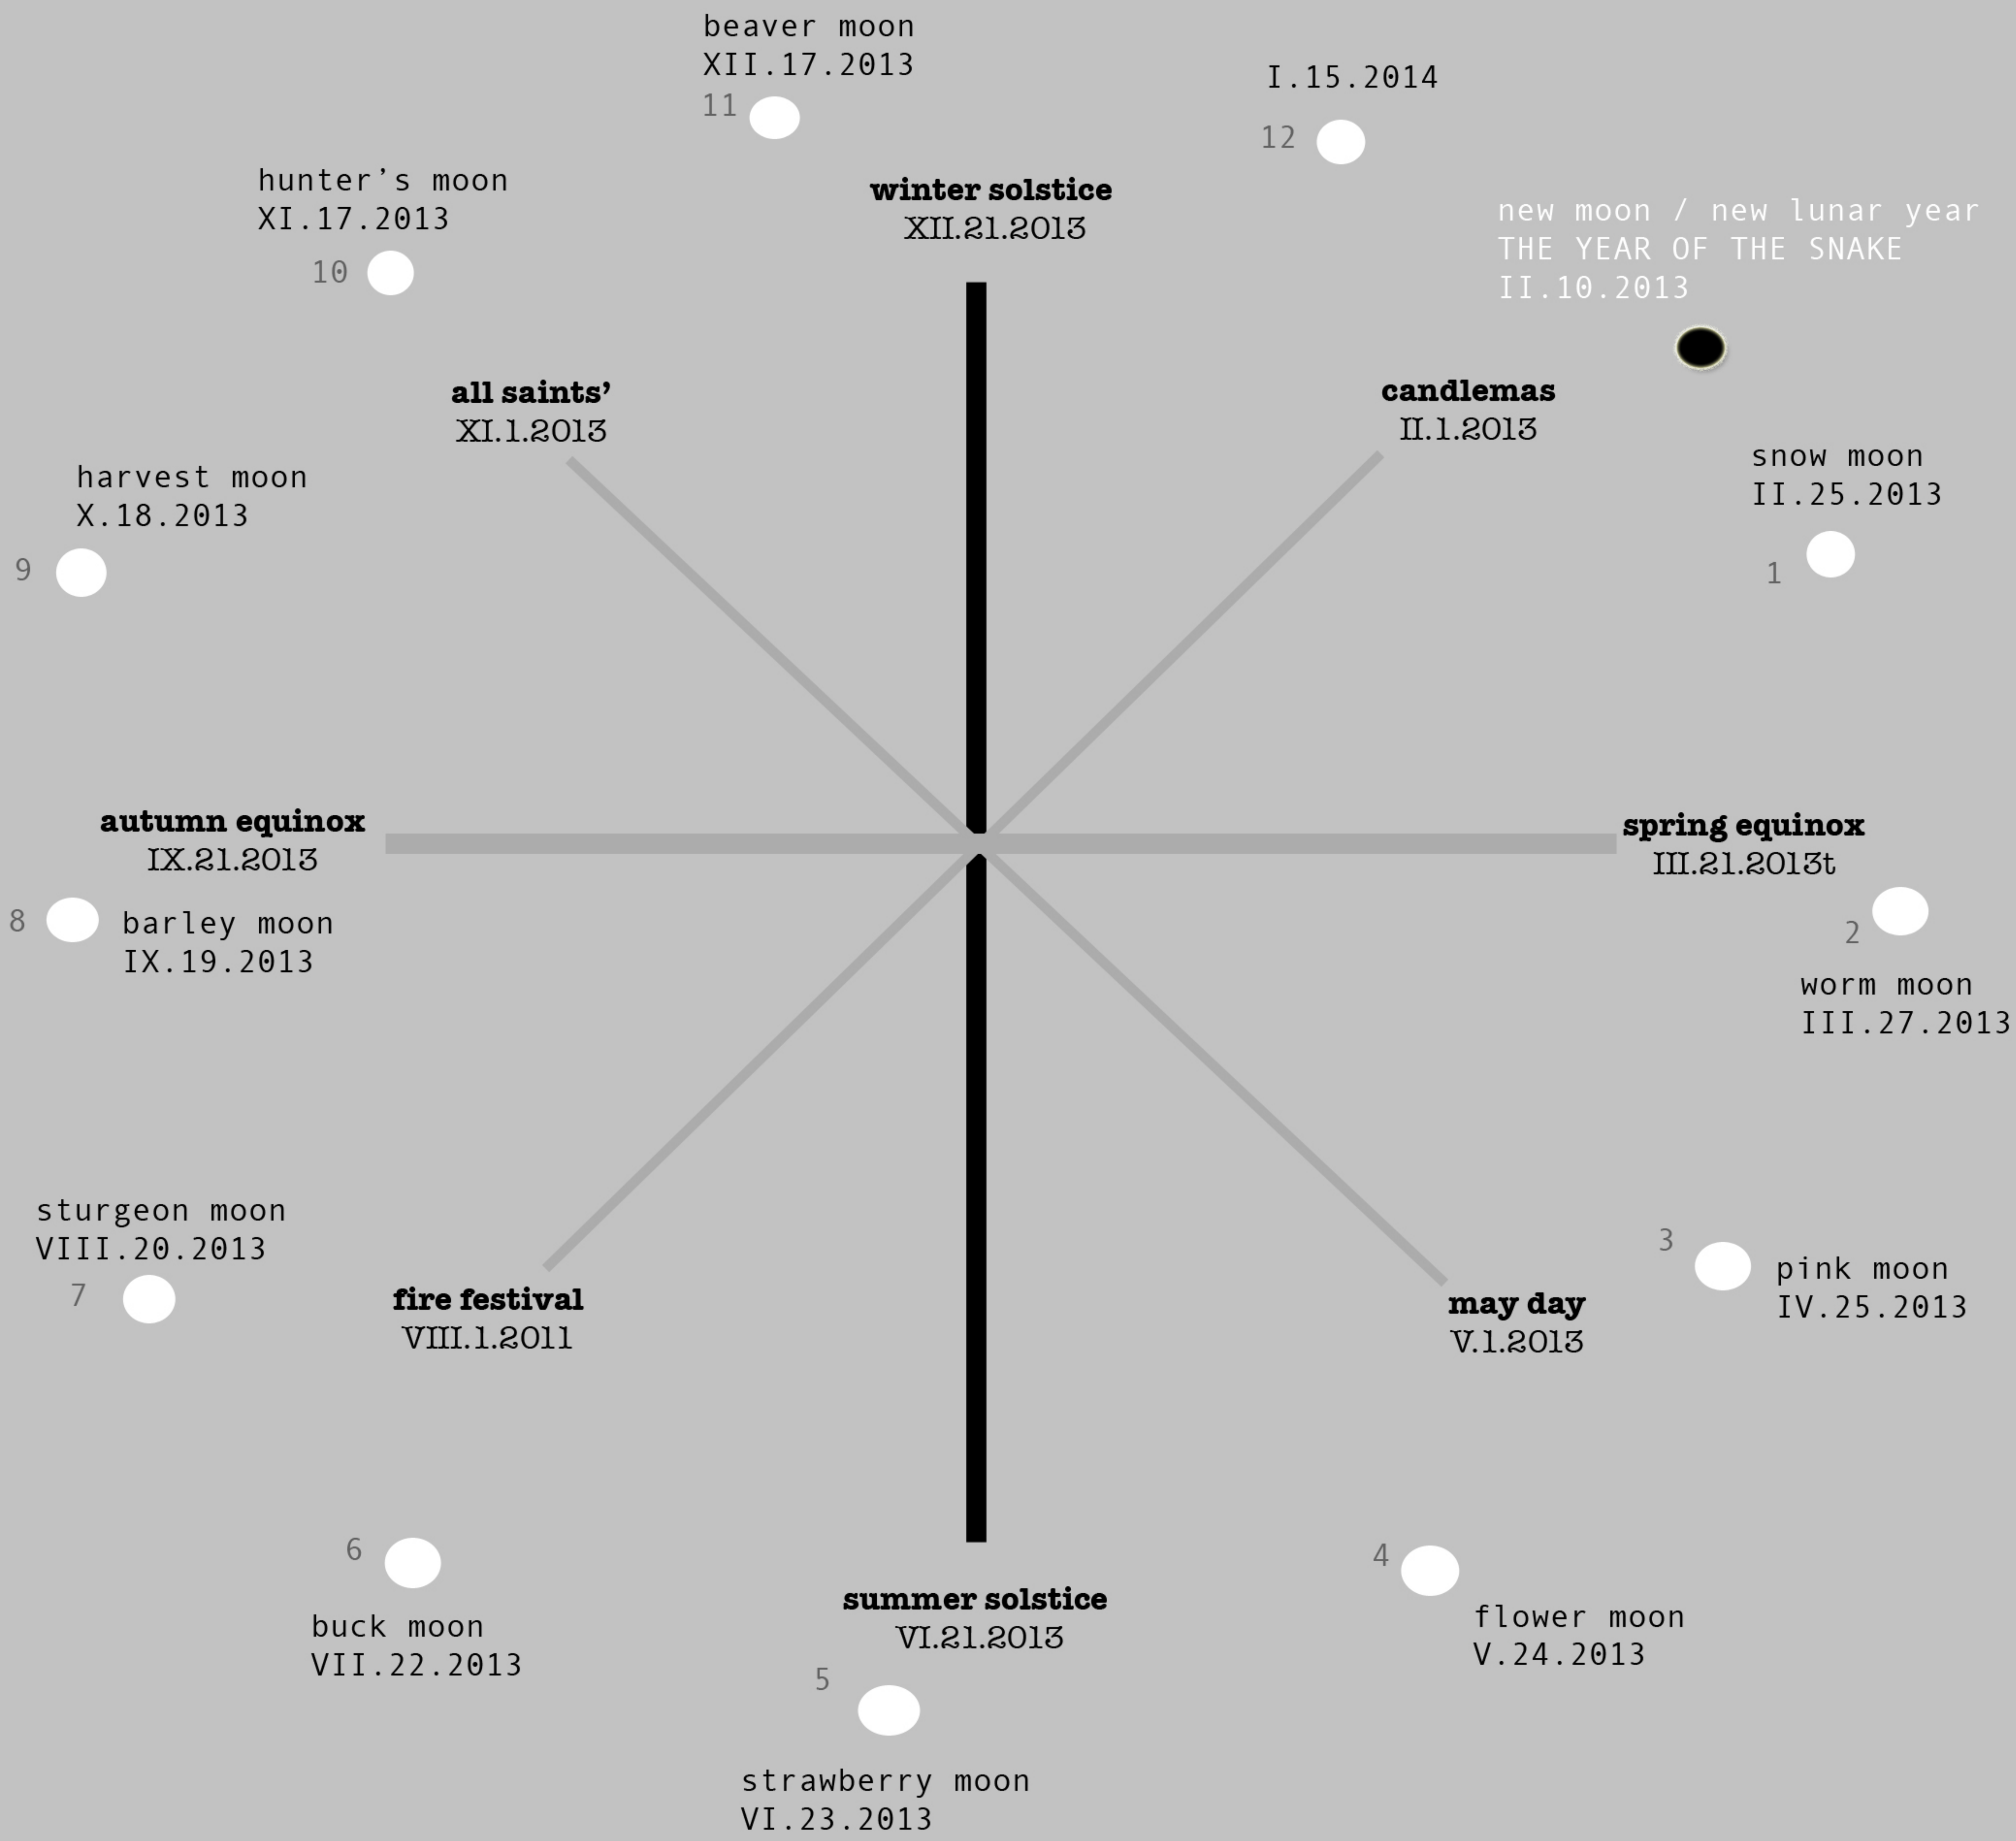 beaver moon
XII.17.2013
11
I.15.2014
12
hunter’s moon
XI.17.2013
10
winter solstice
XII.21.2013
new moon / new lunar year
THE YEAR OF THE SNAKE
II.10.2013
all saints’
XI.1.2013
candlemas
II.1.2013
snow moon
II.25.2013
1
harvest moon
X.18.2013
9
autumn equinox
IX.21.2013
spring equinox
III.21.2013t
8
barley moon
IX.19.2013
2
worm moon
III.27.2013
sturgeon moon
VIII.20.2013
7
fire festival
VIII.1.2011
may day
V.1.2013
3
pink moon
IV.25.2013
6
buck moon
VII.22.2013
summer solstice
VI.21.2013
4
flower moon
V.24.2013
5
strawberry moon
VI.23.2013